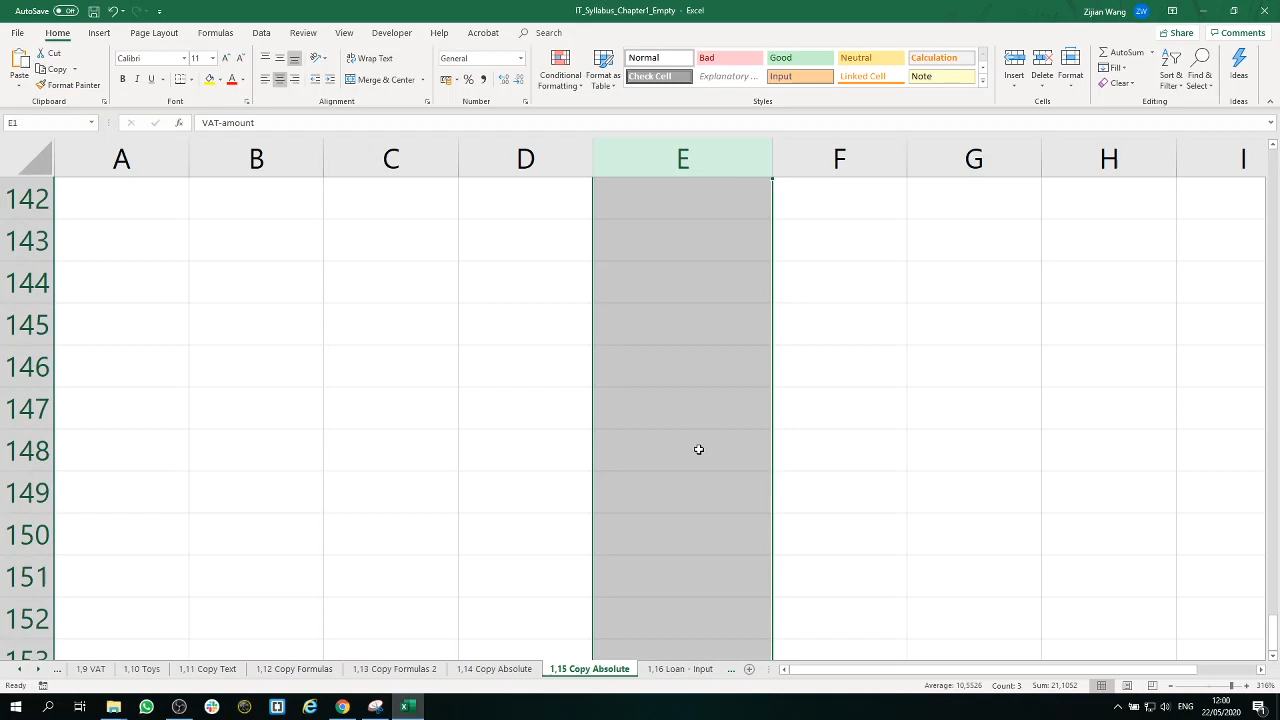 AutoSave Off
IT_Syllabus_Chapter1_Empty - Excel
Zijian Wang ZW
File Home Insert Page Layout Formulas Data Review View Developer Help Acrobat Search
Share Comments
Paste
Cut
Copy
Format Painter
Clipboard
Calibri 11
B I U
Font
Wrap Text
Merge & Center
Alignment
General
Number
Conditional Formatting
Format as Table
Normal Bad Good Neutral Calculation
Check Cell Explanatory ... Input Linked Cell Note
Styles
Insert Delete Format
Cells
AutoSum
Fill
Clear
Sort & Filter
Find & Select
Editing
Ideas
Ideas
E1 fx VAT-amount
A B C D E F G H I
142
143
144
145
146
147
148
149
150
151
152
153
... 1,9 VAT 1,10 Toys 1,11 Copy Text 1,12 Copy Formulas 1,13 Copy Formulas 2 1,14 Copy Absolute 1,15 Copy Absolute 1,16 Loan - Input ...
Ready Average: 10,5526 Count: 3 Sum: 21,1052 316%
12:00
22/05/2020